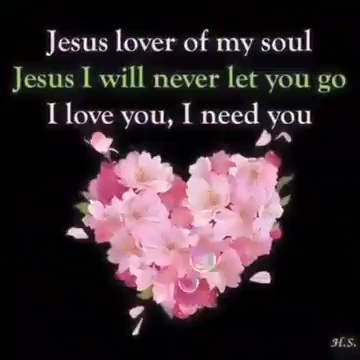 Jesus lover of my soul
Jesus I will never let you go
I love you, I need you
H.S.